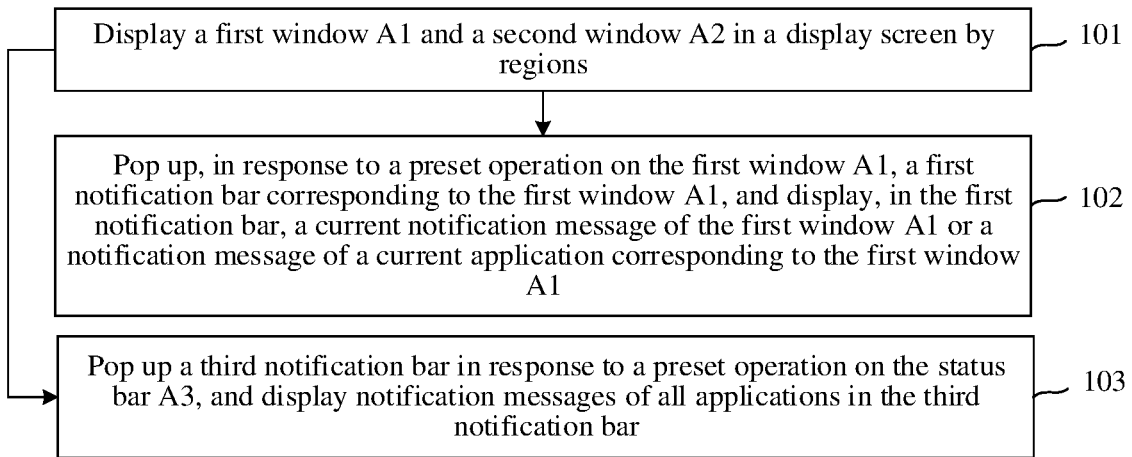 Display a first window A1 and a second window A2 in a display screen by
regions
101
Pop up, in response to a preset operation on the first window A1, a first
notification bar corresponding to the first window A1, and display, in the first
notification bar, a current notification message of the first window A1 or a
notification message of a current application corresponding to the first window
A1
102
Pop up a third notification bar in response to a preset operation on the status
bar A3, and display notification messages of all applications in the third
notification bar
103